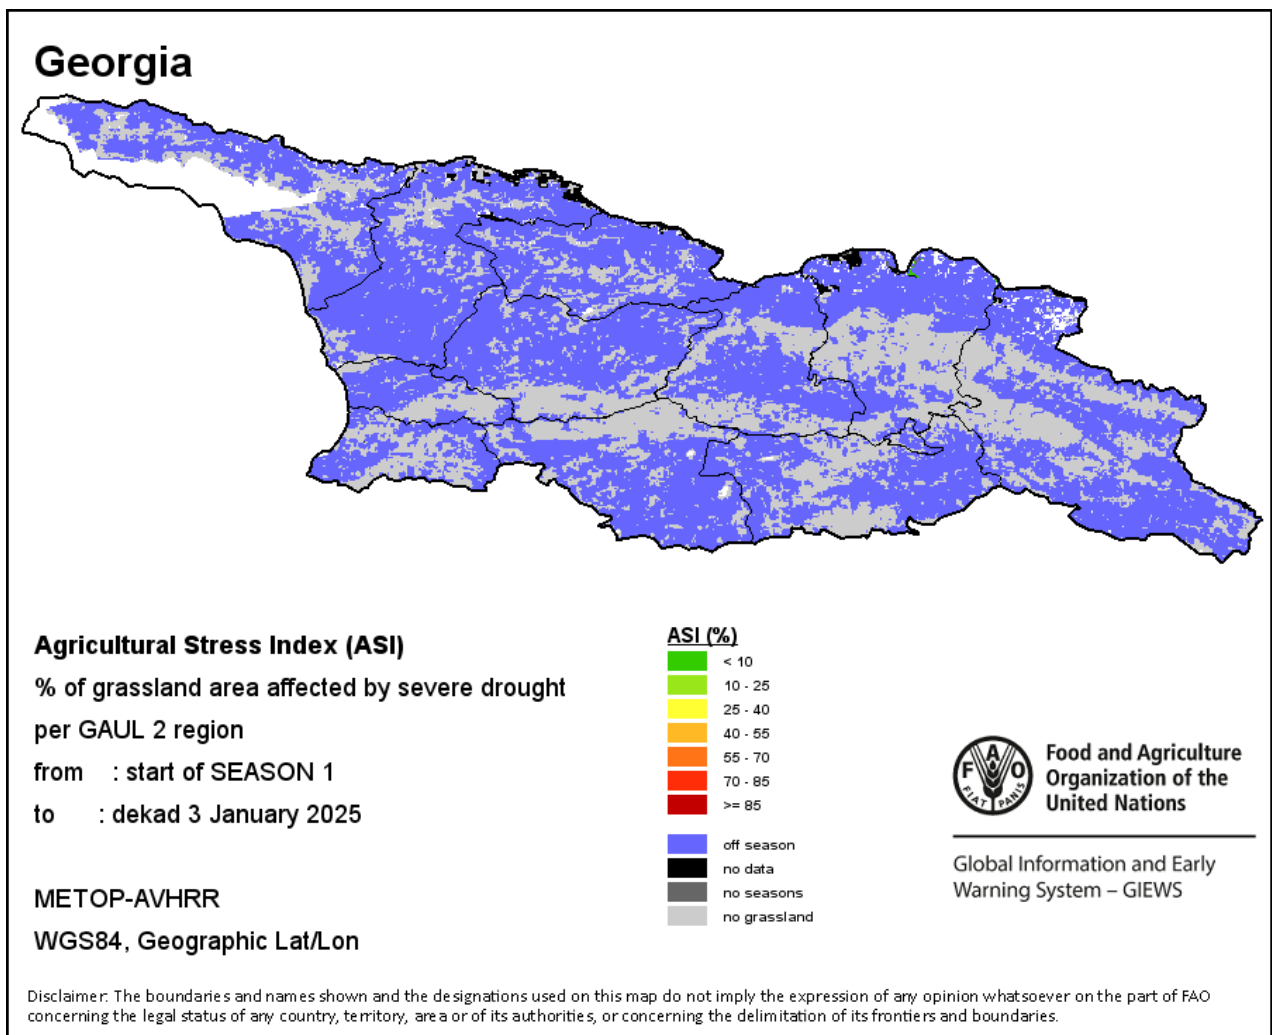 Georgia
Agricultural Stress Index (ASI)
% of grassland area affected by severe drought
per GAUL 2 region
from : start of SEASON 1
to : dekad 3 January 2025
METOP-AVHRR
WGS84, Geographic Lat/Lon
ASI (%)
< 10
10 - 25
25 - 40
40 - 55
55 - 70
70 - 85
>= 85
off season
no data
no seasons
no grassland
F A O
FIAT PANIS
Food and Agriculture
Organization of the
United Nations
Global Information and Early
Warning System – GIEWS
Disclaimer: The boundaries and names shown and the designations used on this map do not imply the expression of any opinion whatsoever on the part of FAO
concerning the legal status of any country, territory, area or of its authorities, or concerning the delimitation of its frontiers and boundaries.